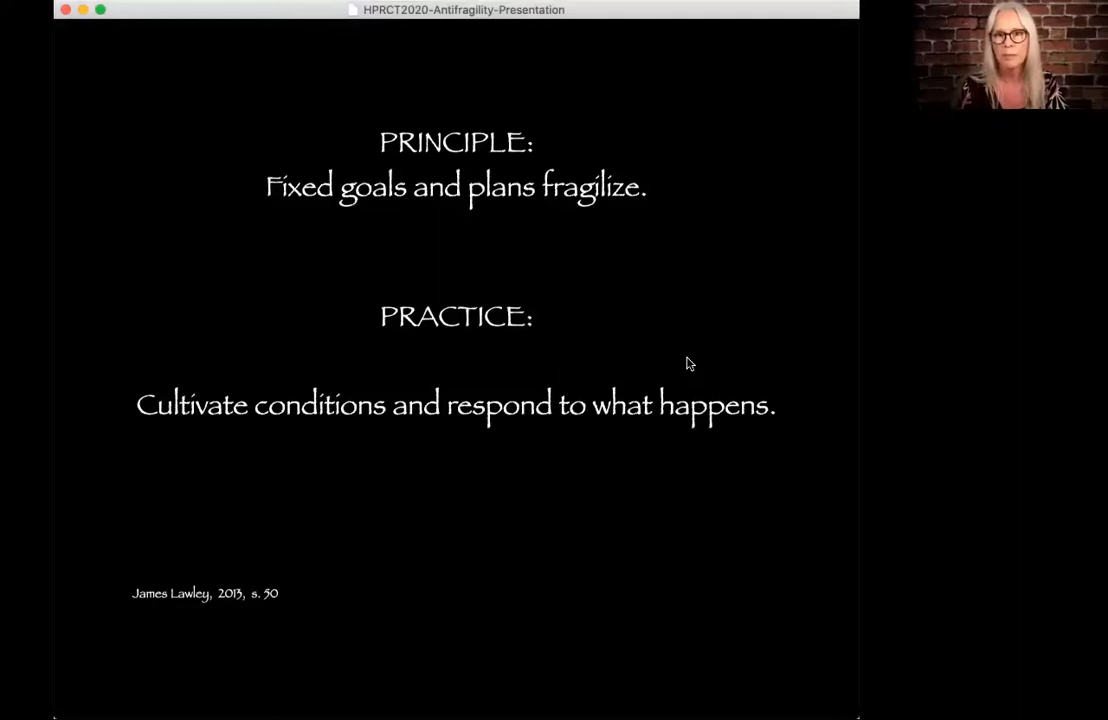 HPRCT2020-Antifragility-Presentation
PRINCIPLE:
Fixed goals and plans fragilize.
PRACTICE:
Cultivate conditions and respond to what happens.
James Lawley, 2013, s. 50